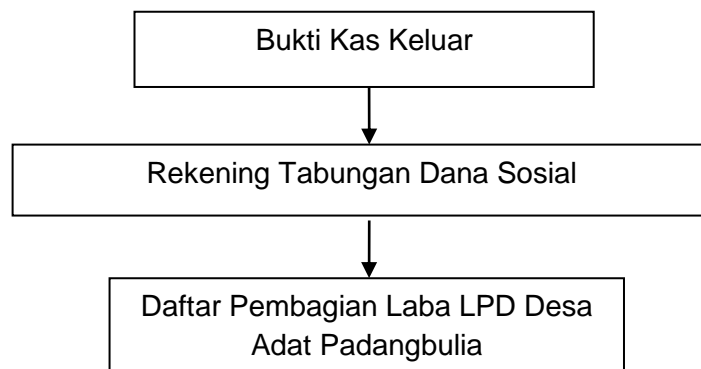 Bukti Kas Keluar
Rekening Tabungan Dana Sosial
Daftar Pembagian Laba LPD Desa
Adat Padangbulia